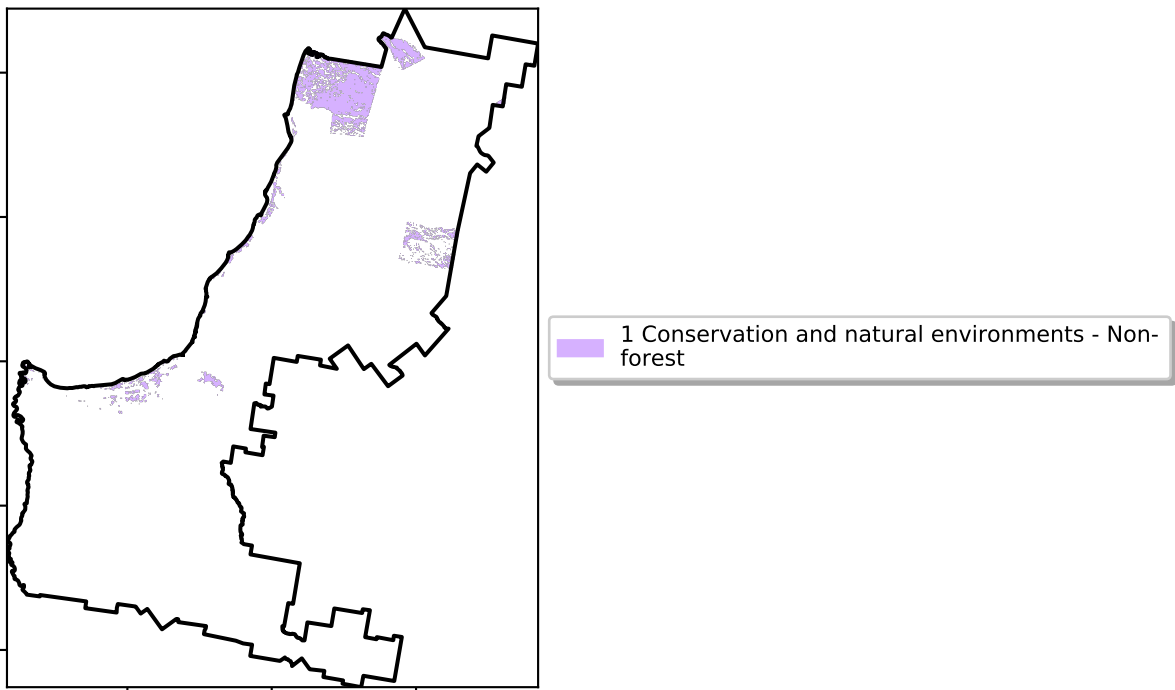 1 Conservation and natural environments - Non-
forest